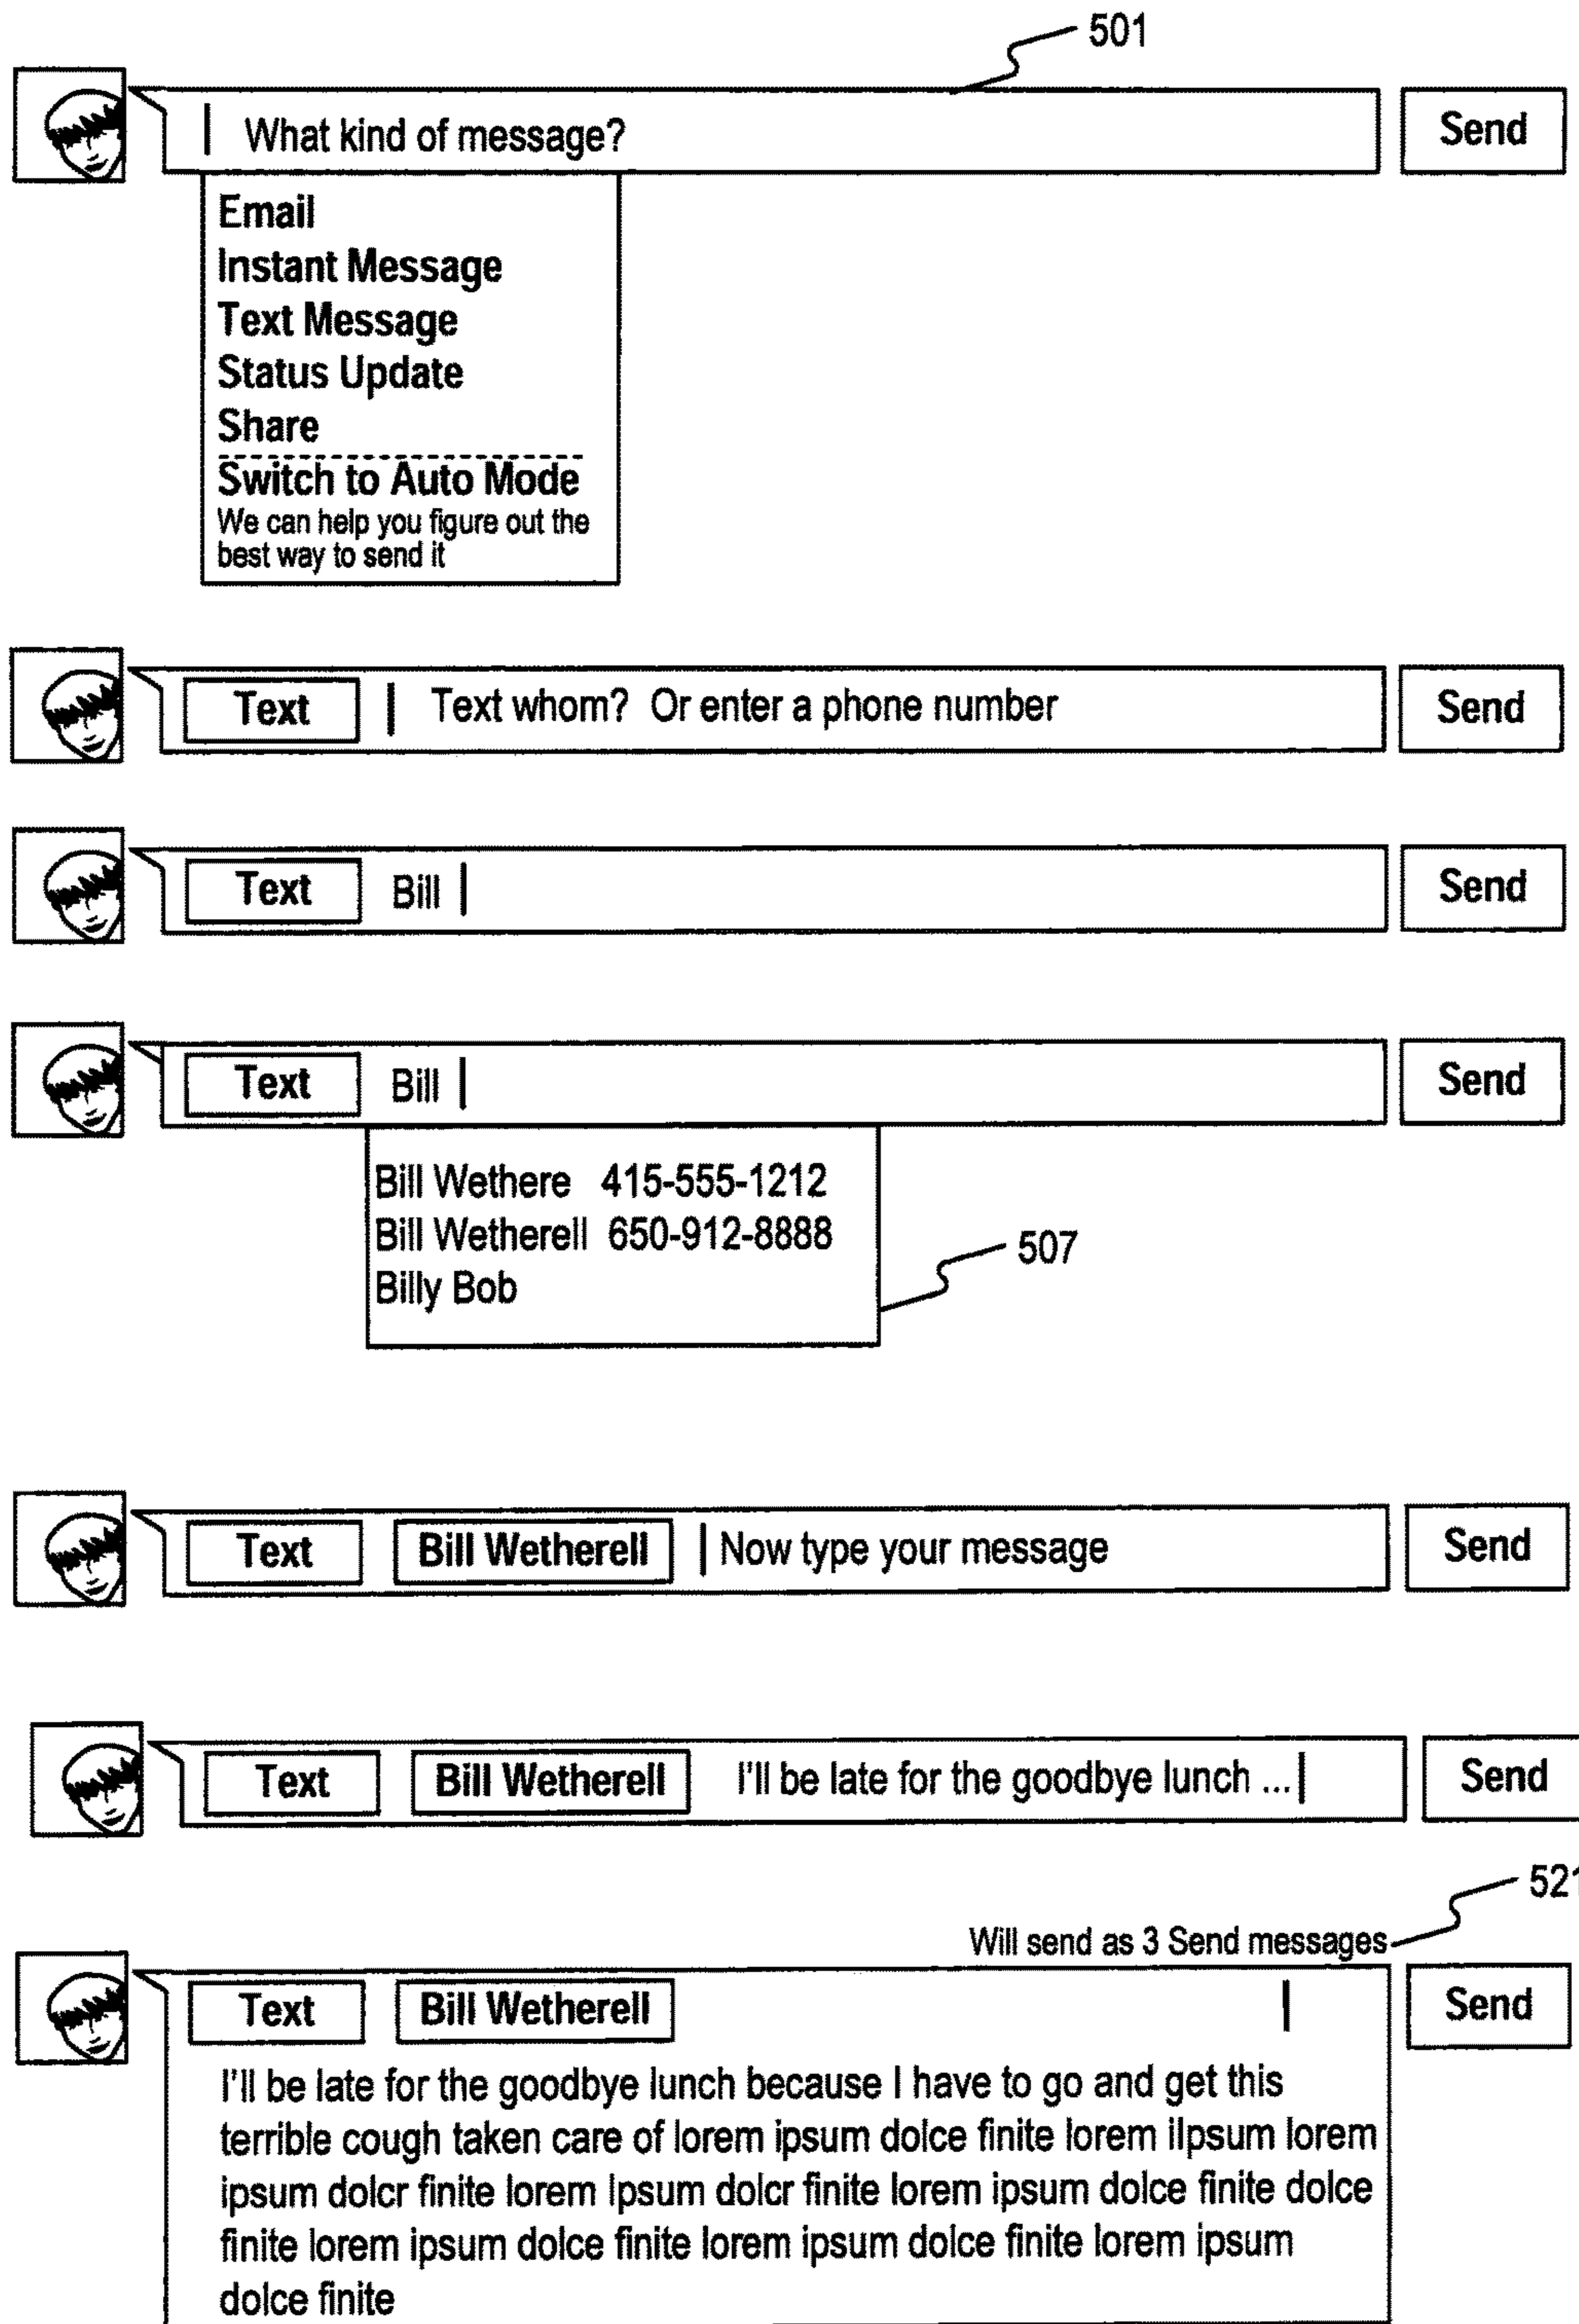 501
What kind of message? Send
Email
Instant Message
Text Message
Status Update
Share
Switch to Auto Mode
We can help you figure out the
best way to send it
Text Text whom? Or enter a phone number Send
Text Bill Send
Text Bill Send
Bill Wethere 415-555-1212
Bill Wetherell 650-912-8888
Billy Bob
507
Text Bill Wetherell Now type your message Send
Text Bill Wetherell I'll be late for the goodbye lunch ... Send
521
Will send as 3 Send messages
Text Bill Wetherell Send
I'll be late for the goodbye lunch because I have to go and get this
terrible cough taken care of lorem ipsum dolce finite lorem ilpsum lorem
ipsum dolcr finite lorem Ipsum dolcr finite lorem ipsum dolce finite dolce
finite lorem ipsum dolce finite lorem ipsum dolce finite lorem ipsum
dolce finite